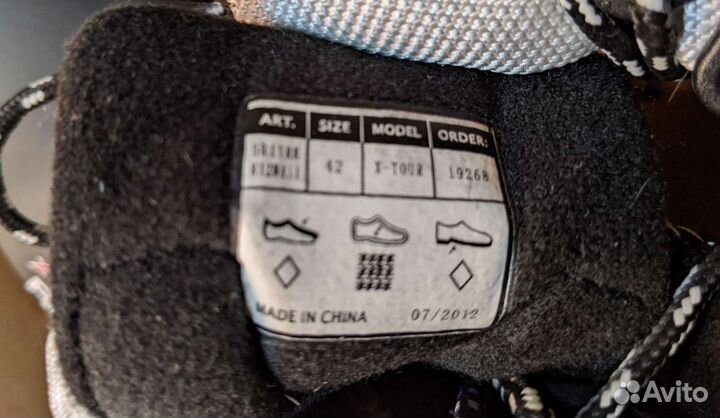 ART. SIZE MODEL ORDER:
42 X-TOUR 19268
MADE IN CHINA 07/2012
Avito